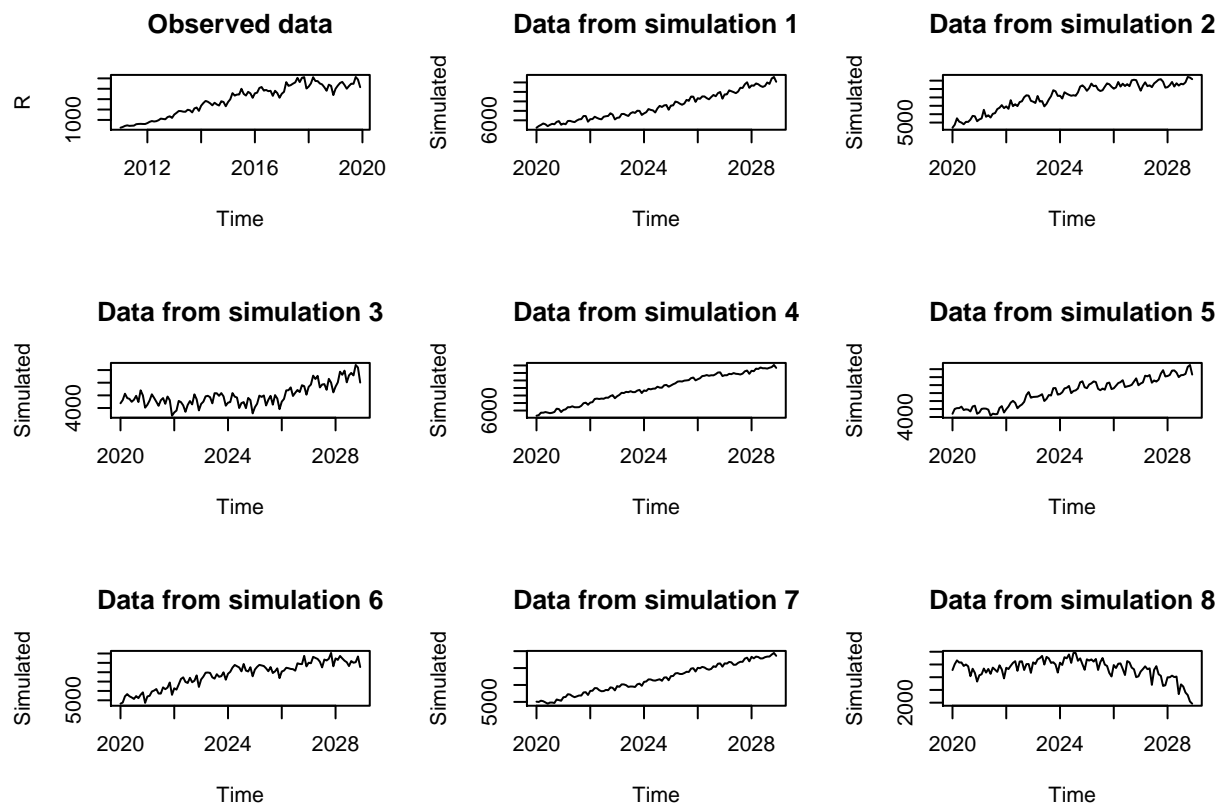 Observed data
R
1000
2012 2016 2020
Time
Data from simulation 1
Simulated
6000
2020 2024 2028
Time
Data from simulation 2
Simulated
5000
2020 2024 2028
Time
Data from simulation 3
Simulated
4000
2020 2024 2028
Time
Data from simulation 4
Simulated
6000
2020 2024 2028
Time
Data from simulation 5
Simulated
4000
2020 2024 2028
Time
Data from simulation 6
Simulated
5000
2020 2024 2028
Time
Data from simulation 7
Simulated
5000
2020 2024 2028
Time
Data from simulation 8
Simulated
2000
2020 2024 2028
Time